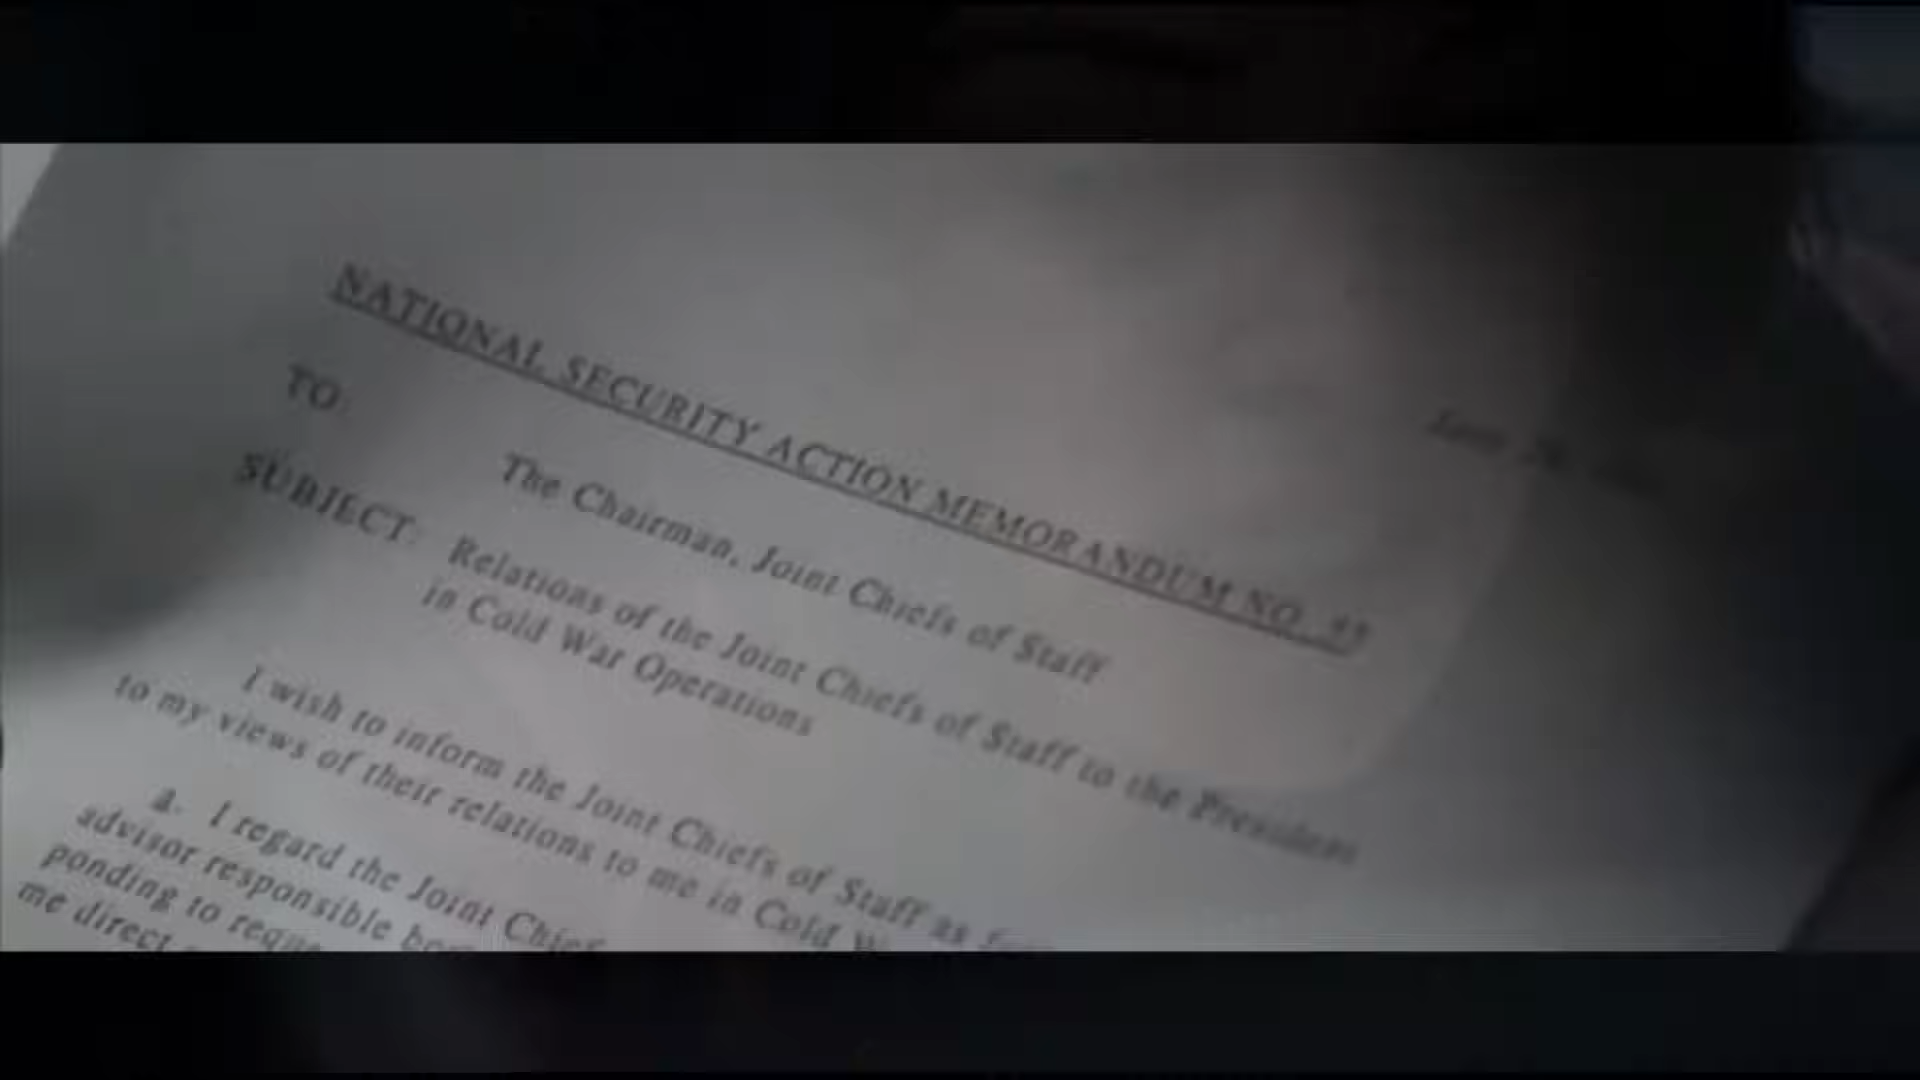 NATIONAL SECURITY ACTION MEMORANDUM NO.
TO:
The Chairman, Joint Chiefs of Staff
SUBJECT: Relations of the Joint Chiefs of Staff to the President
in Cold War Operations
I wish to inform the Joint Chiefs of Staff as
to my views of their relations to me in Cold
a. I regard the Joint Chief
advisor responsible
ponding to reque
me direct